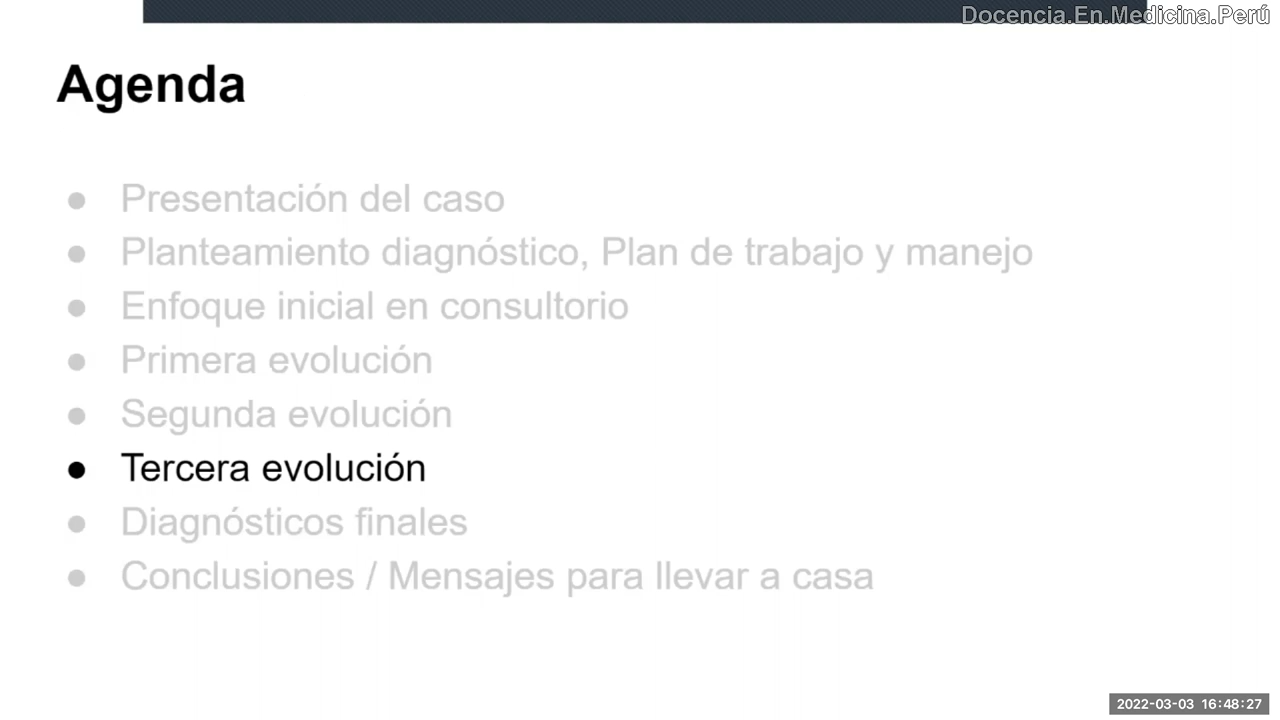 Docencia.En.Medicina.Perú
Agenda
● Presentación del caso
● Planteamiento diagnóstico, Plan de trabajo y manejo
● Enfoque inicial en consultorio
● Primera evolución
● Segunda evolución
● Tercera evolución
● Diagnósticos finales
● Conclusiones / Mensajes para llevar a casa
2022-03-03 16:48:27